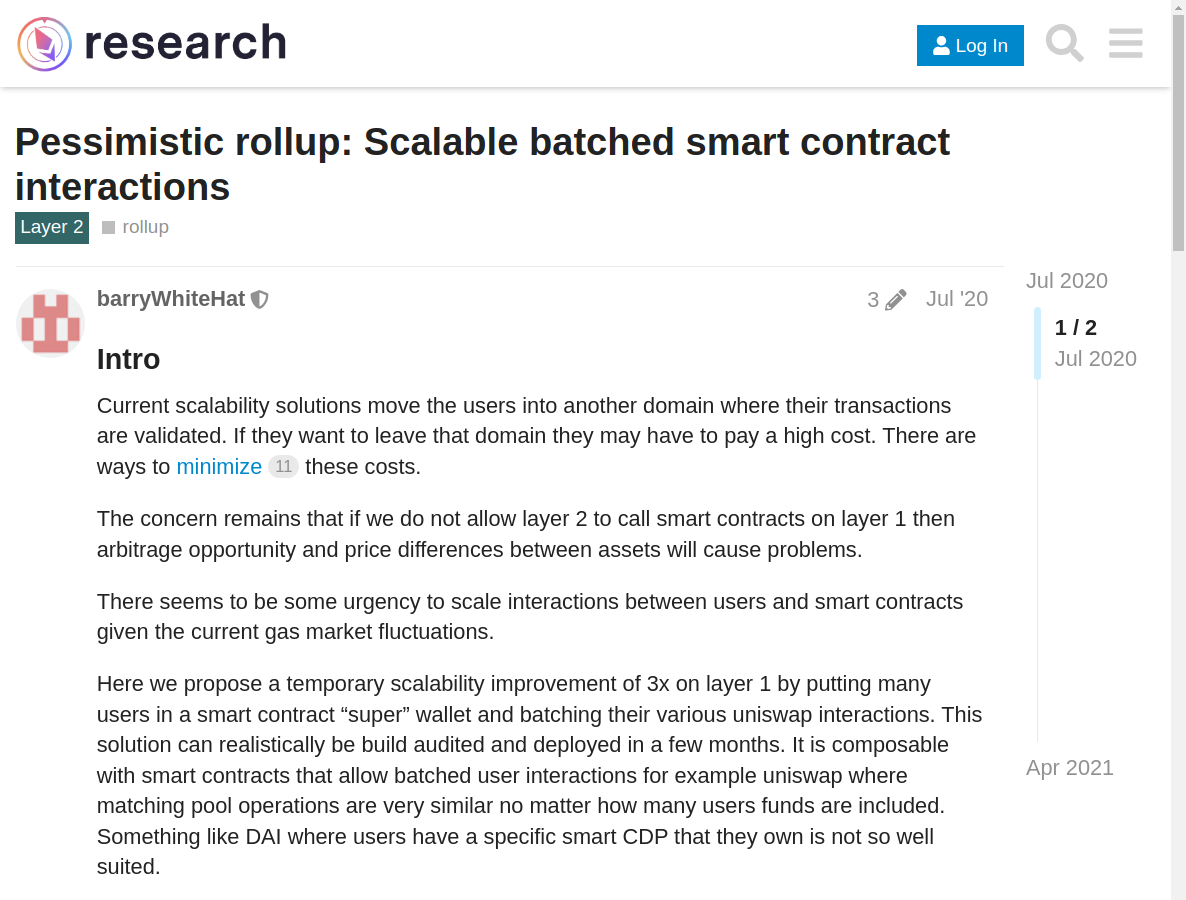 research
Log In
Pessimistic rollup: Scalable batched smart contract
interactions
Layer 2 rollup
barryWhiteHat 3 Jul '20
Jul 2020
1 / 2
Jul 2020
Apr 2021
Intro
Current scalability solutions move the users into another domain where their transactions
are validated. If they want to leave that domain they may have to pay a high cost. There are
ways to minimize 11 these costs.
The concern remains that if we do not allow layer 2 to call smart contracts on layer 1 then
arbitrage opportunity and price differences between assets will cause problems.
There seems to be some urgency to scale interactions between users and smart contracts
given the current gas market fluctuations.
Here we propose a temporary scalability improvement of 3x on layer 1 by putting many
users in a smart contract “super” wallet and batching their various uniswap interactions. This
solution can realistically be build audited and deployed in a few months. It is composable
with smart contracts that allow batched user interactions for example uniswap where
matching pool operations are very similar no matter how many users funds are included.
Something like DAI where users have a specific smart CDP that they own is not so well
suited.